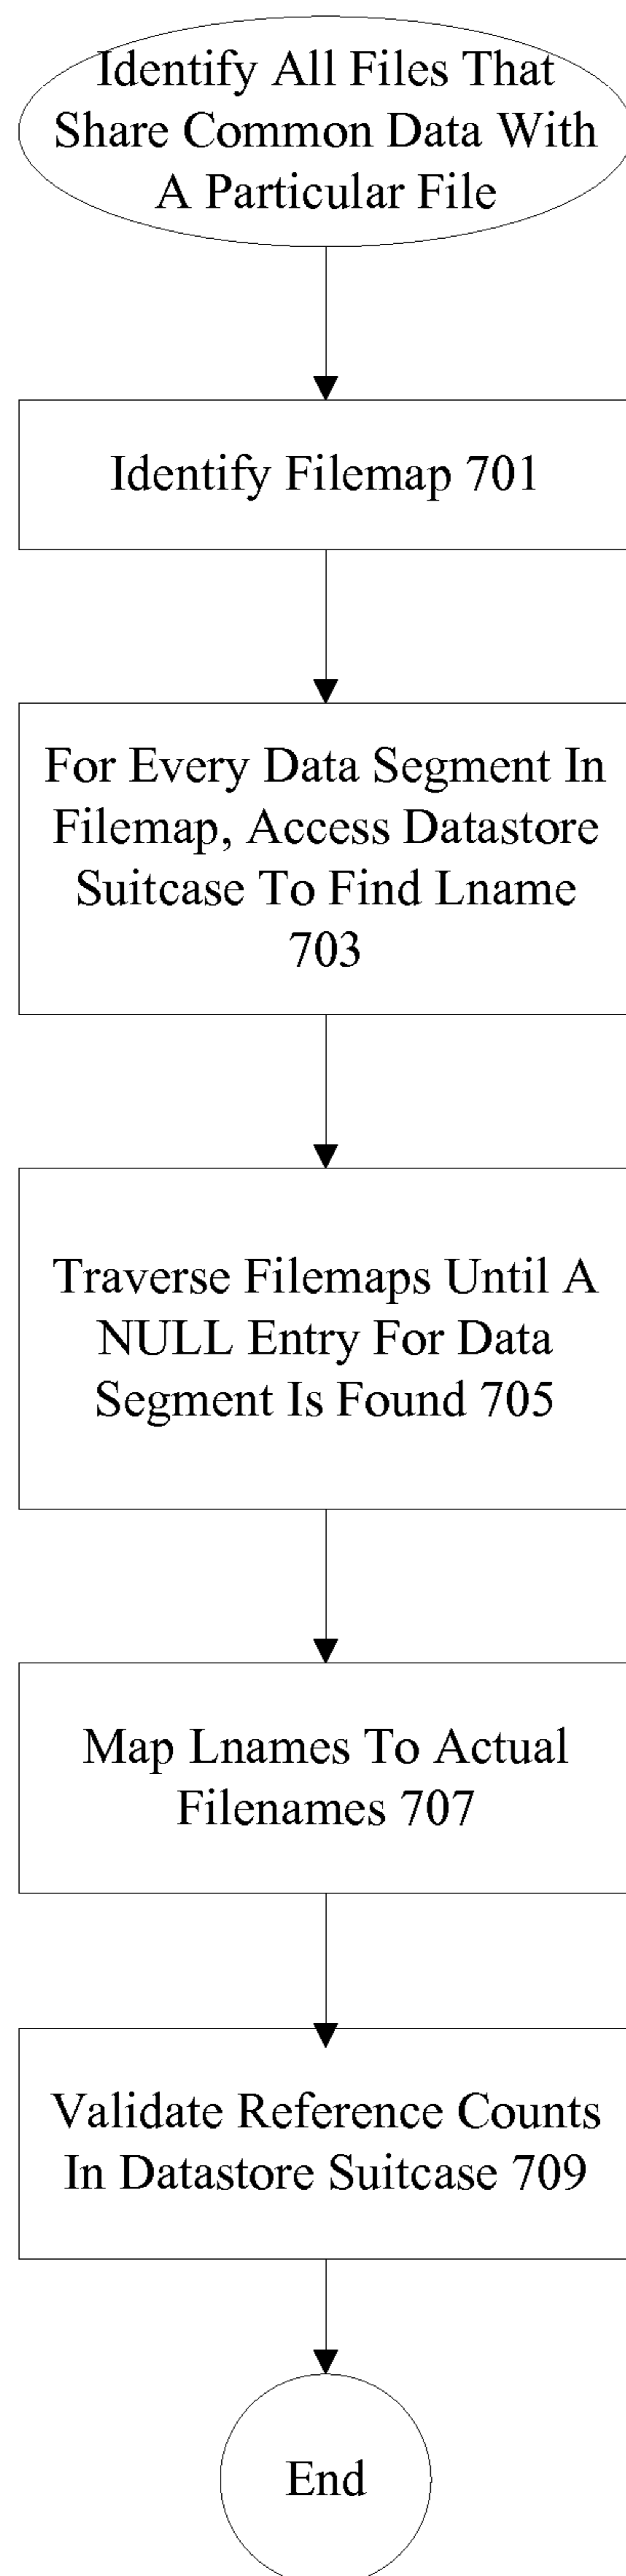 Identify All Files That
Share Common Data With
A Particular File
Identify Filemap 701
For Every Data Segment In
Filemap, Access Datastore
Suitcase To Find Lname
703
Traverse Filemaps Until A
NULL Entry For Data
Segment Is Found 705
Map Lnames To Actual
Filenames 707
Validate Reference Counts
In Datastore Suitcase 709
End